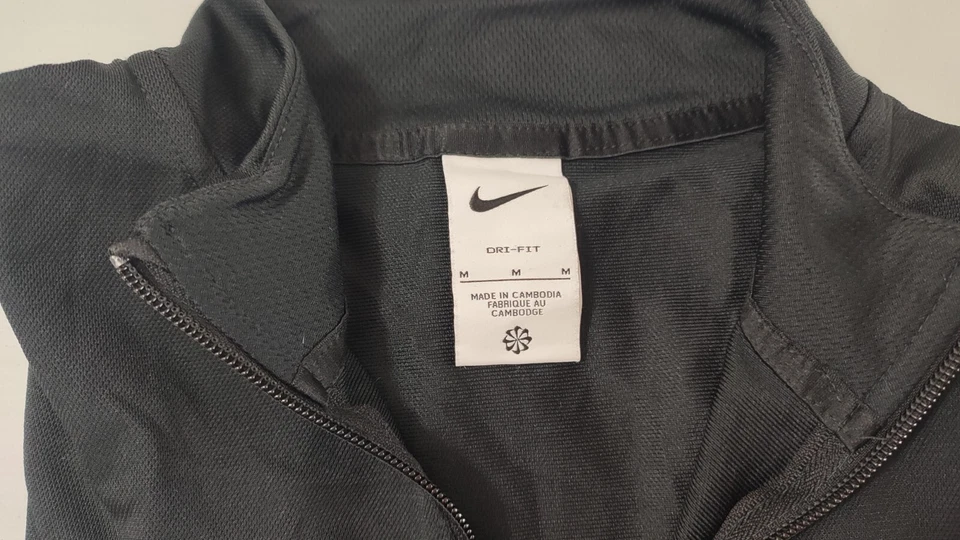 DRI-FIT
M M M
MADE IN CAMBODIA
FABRIQUE AU
CAMBODGE